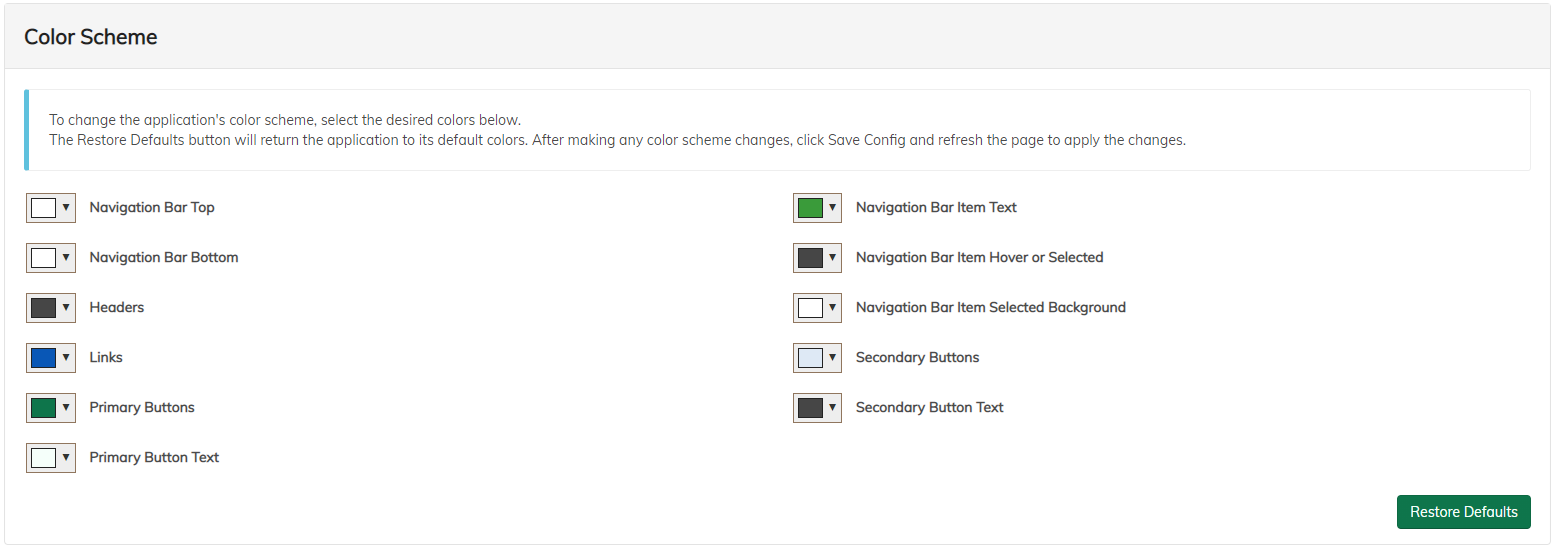 Color Scheme
To change the application's color scheme, select the desired colors below.
The Restore Defaults button will return the application to its default colors. After making any color scheme changes, click Save Config and refresh the page to apply the changes.
Navigation Bar Top
Navigation Bar Item Text
Navigation Bar Bottom
Navigation Bar Item Hover or Selected
Headers
Navigation Bar Item Selected Background
Links
Secondary Buttons
Primary Buttons
Secondary Button Text
Primary Button Text
Restore Defaults